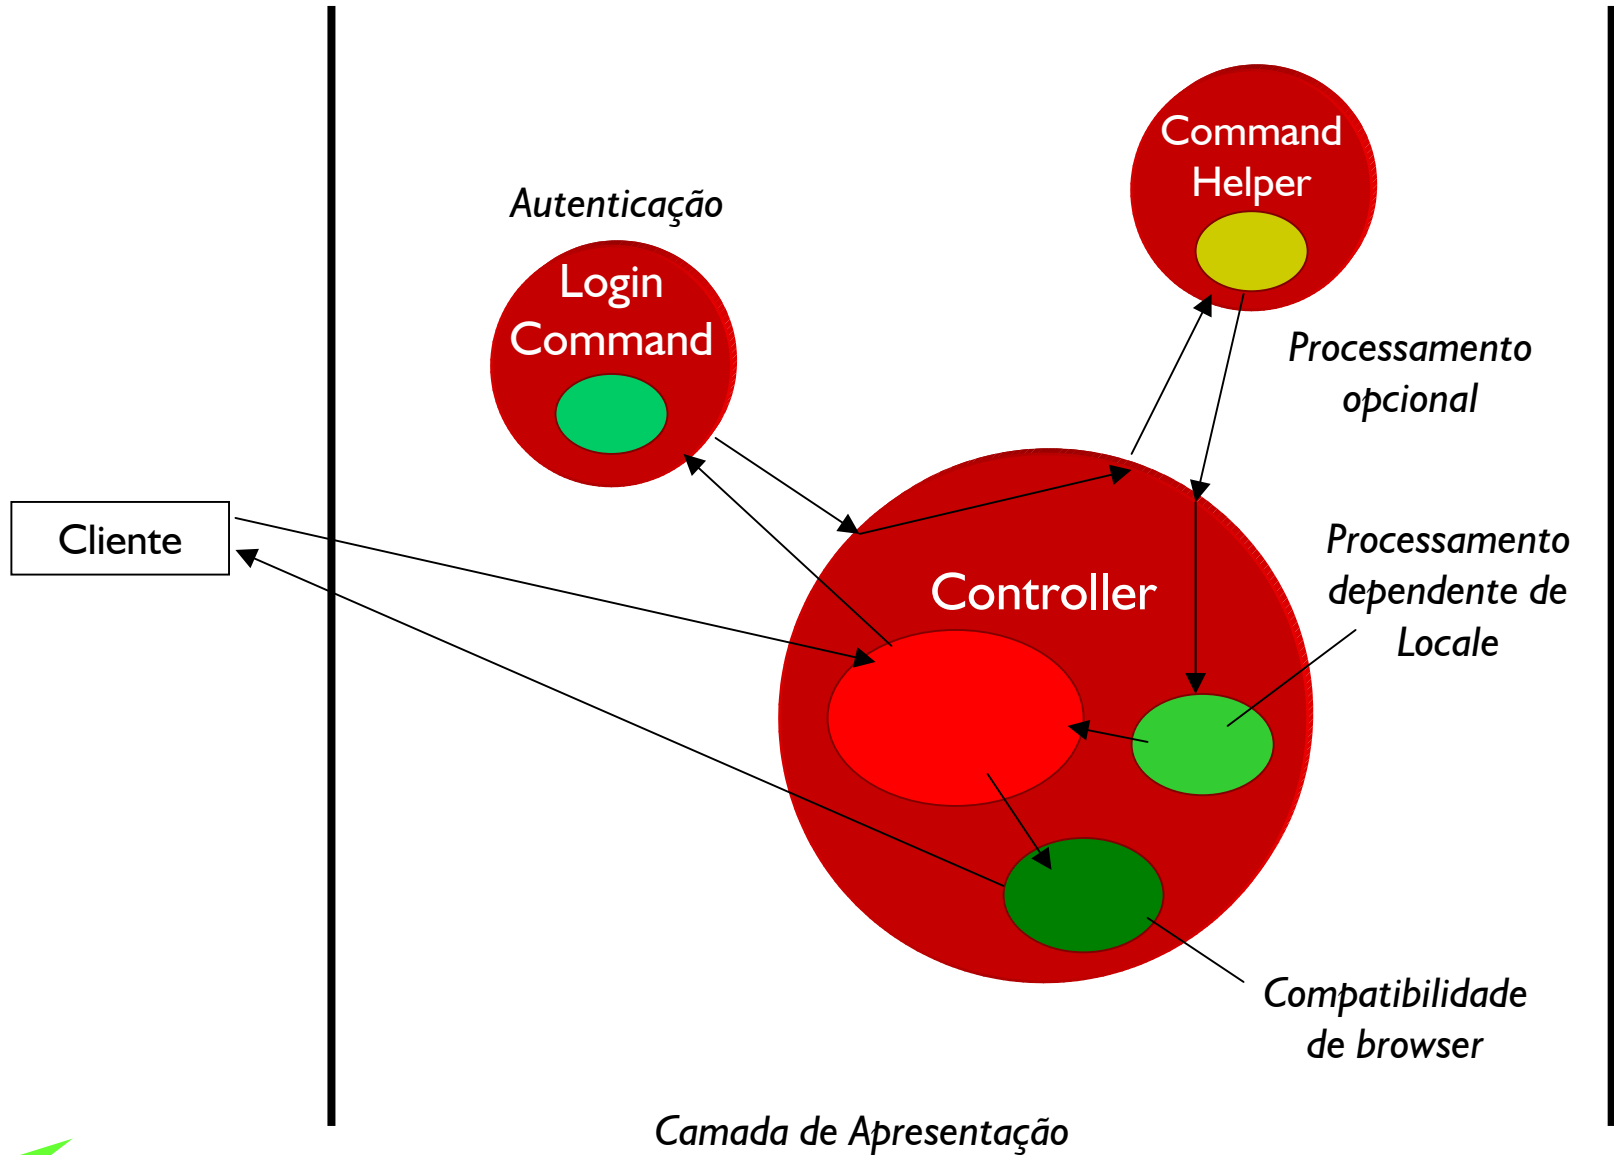 Command
Helper
Autenticação
Login
Command
Processamento
opcional
Cliente
Processamento
dependente de
Locale
Controller
Compatibilidade
de browser
Camada de Apresentação